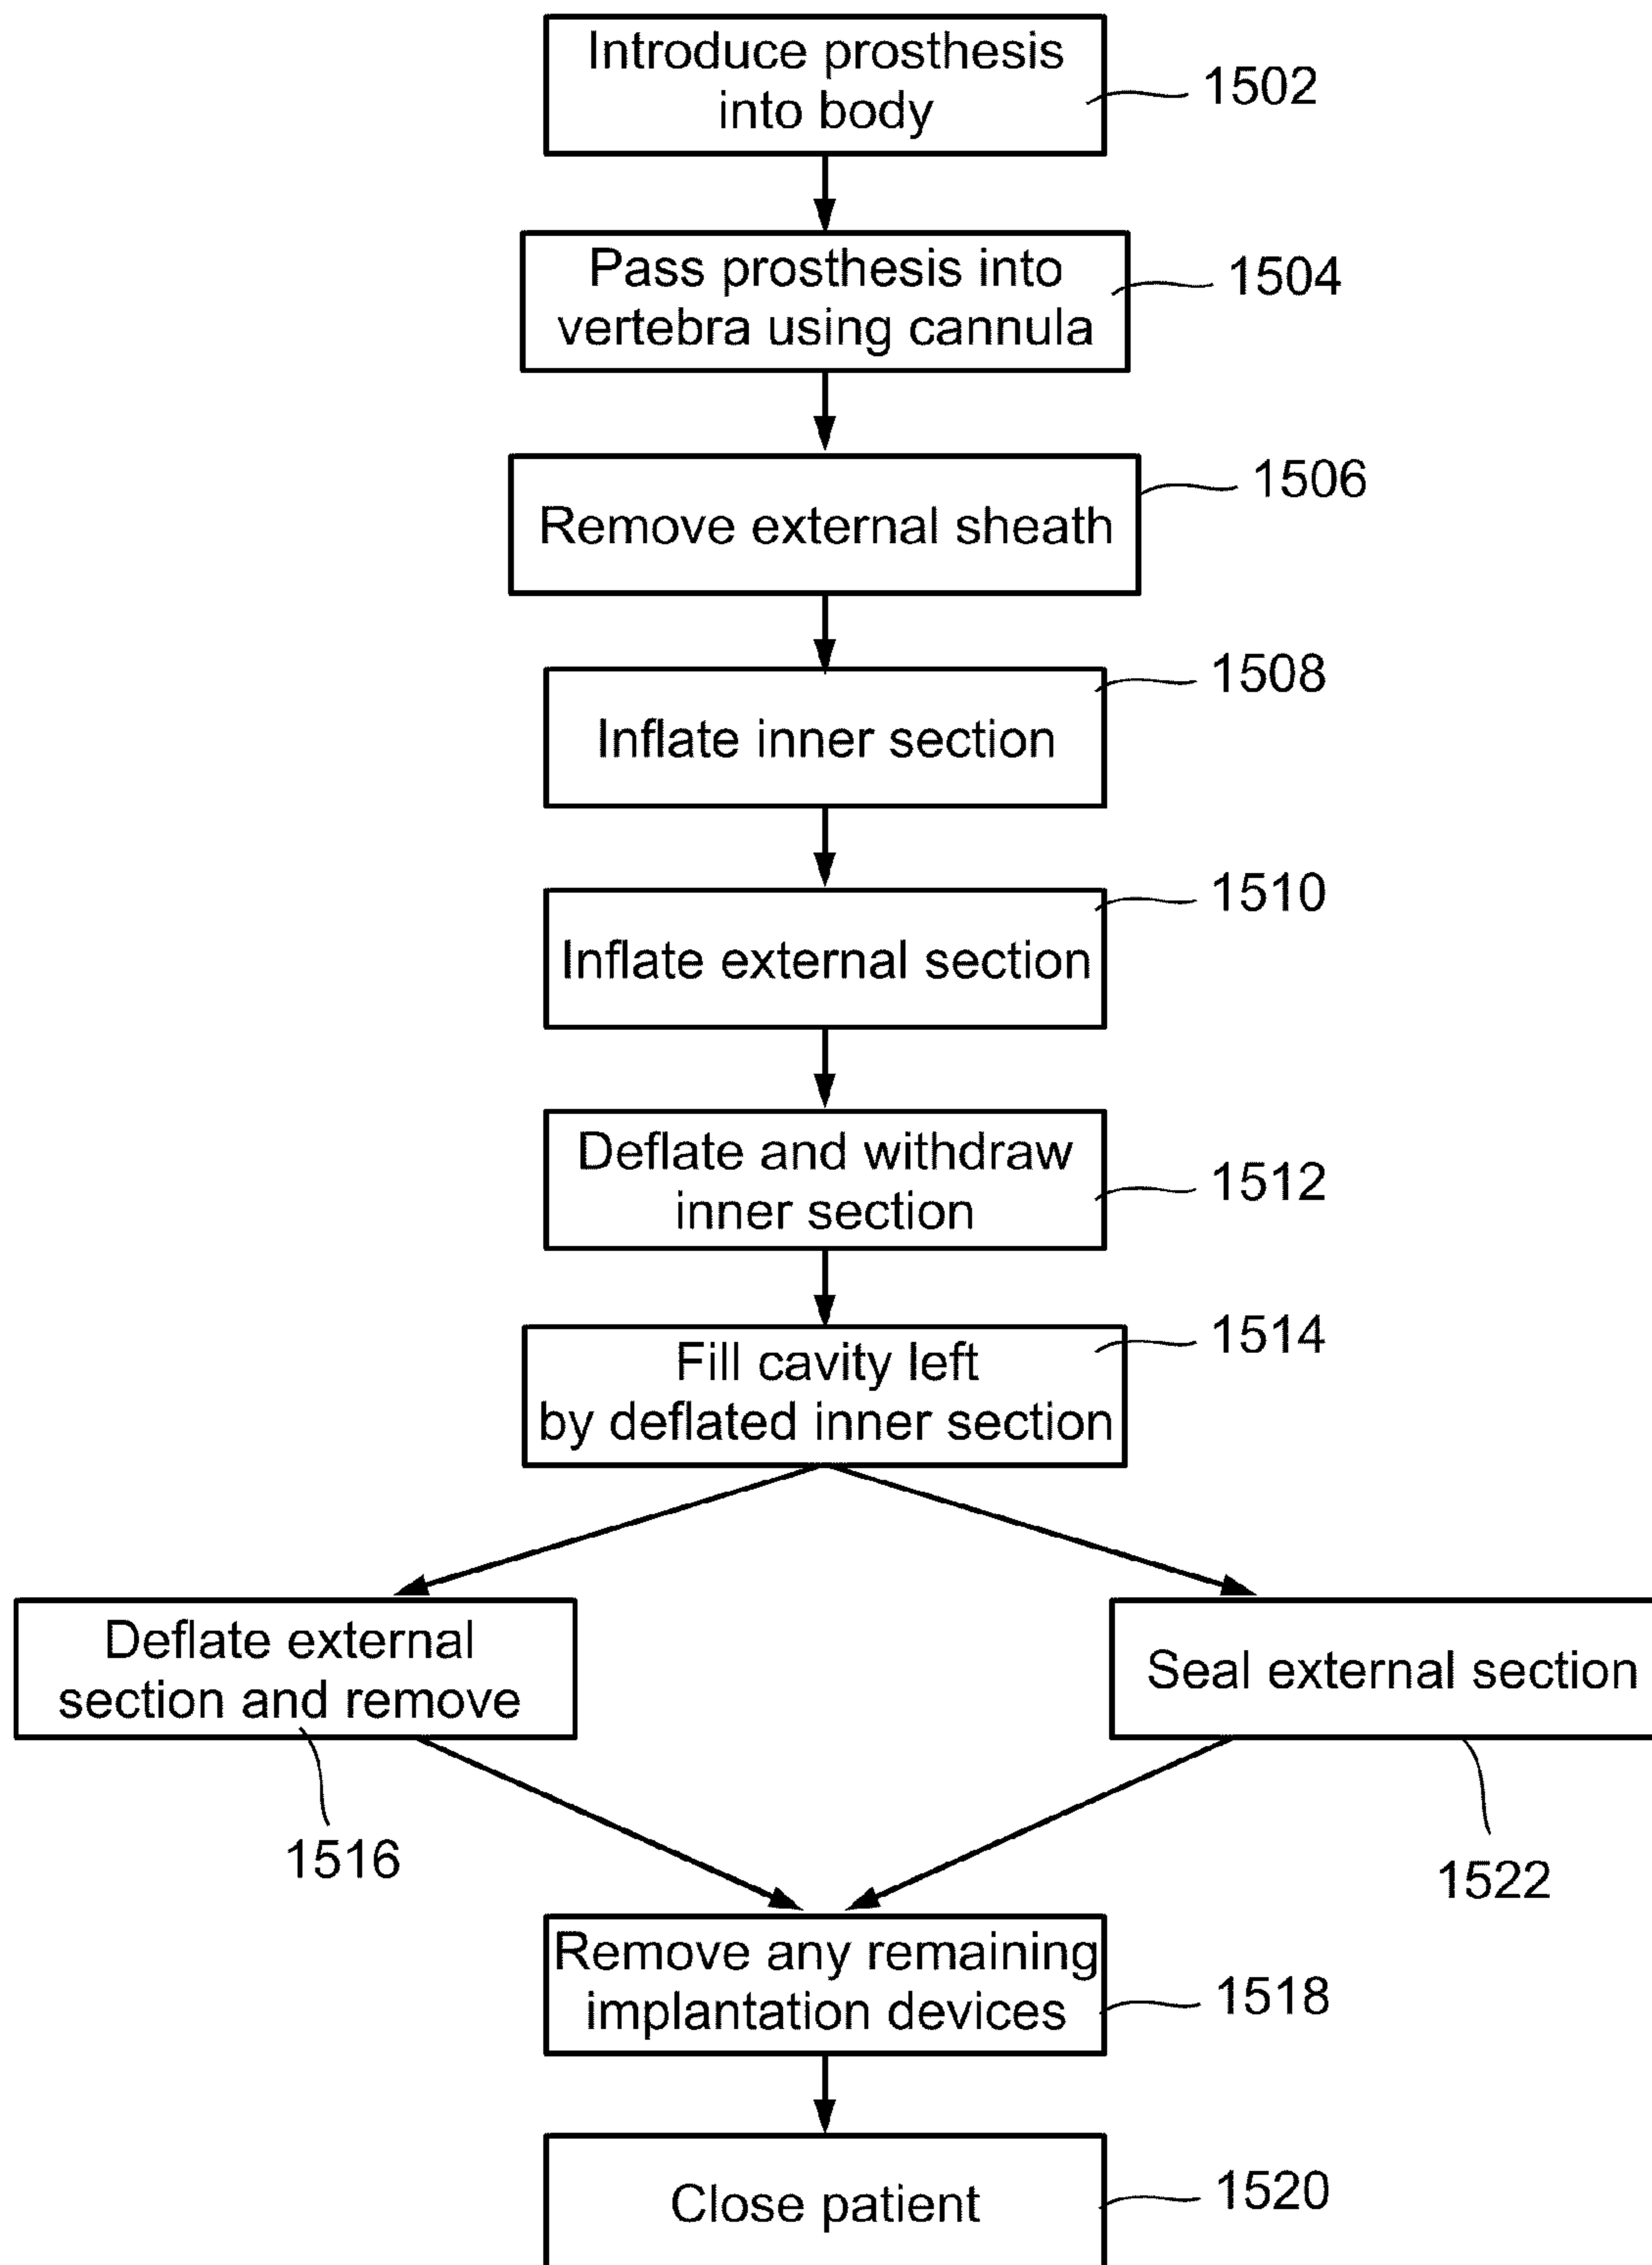 Introduce prosthesis
into body
1502
Pass prosthesis into
vertebra using cannula
1504
Remove external sheath
1506
Inflate inner section
1508
Inflate external section
1510
Deflate and withdraw
inner section
1512
Fill cavity left
by deflated inner section
1514
Deflate external
section and remove
1516
Seal external section
1522
Remove any remaining
implantation devices
1518
Close patient
1520